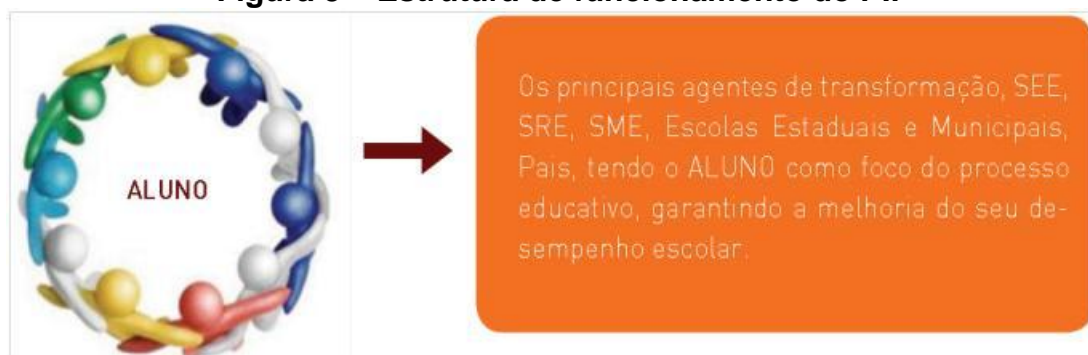 ALUNO
Os principais agentes de transformação, SEE,
SRE, SME, Escolas Estaduais e Municipais,
Pais, tendo o ALUNO como foco do processo
educativo, garantindo a melhoria do seu de-
sempenho escolar.